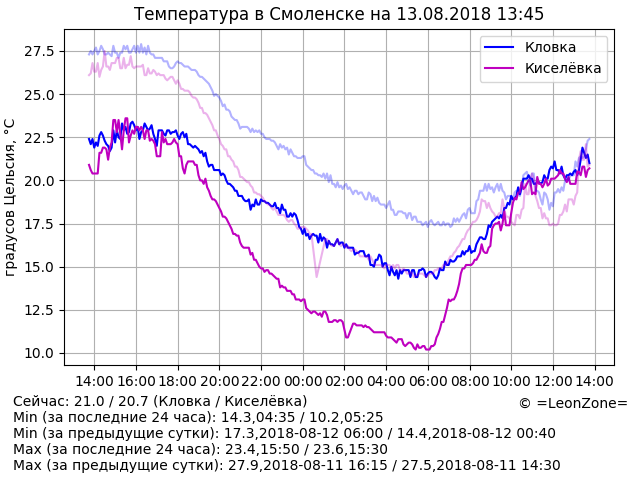 Температура в Смоленске на 13.08.2018 13:45
Кловка
Киселёвка
градусов Цельсия, °C
27.5
25.0
22.5
20.0
17.5
15.0
12.5
10.0
14:00 16:00 18:00 20:00 22:00 00:00 02:00 04:00 06:00 08:00 10:00 12:00 14:00
Сейчас: 21.0 / 20.7 (Кловка / Киселёвка)
© =LeonZone=
Min (за последние 24 часа): 14.3,04:35 / 10.2,05:25
Min (за предыдущие сутки): 17.3,2018-08-12 06:00 / 14.4,2018-08-12 00:40
Max (за последние 24 часа): 23.4,15:50 / 23.6,15:30
Max (за предыдущие сутки): 27.9,2018-08-11 16:15 / 27.5,2018-08-11 14:30